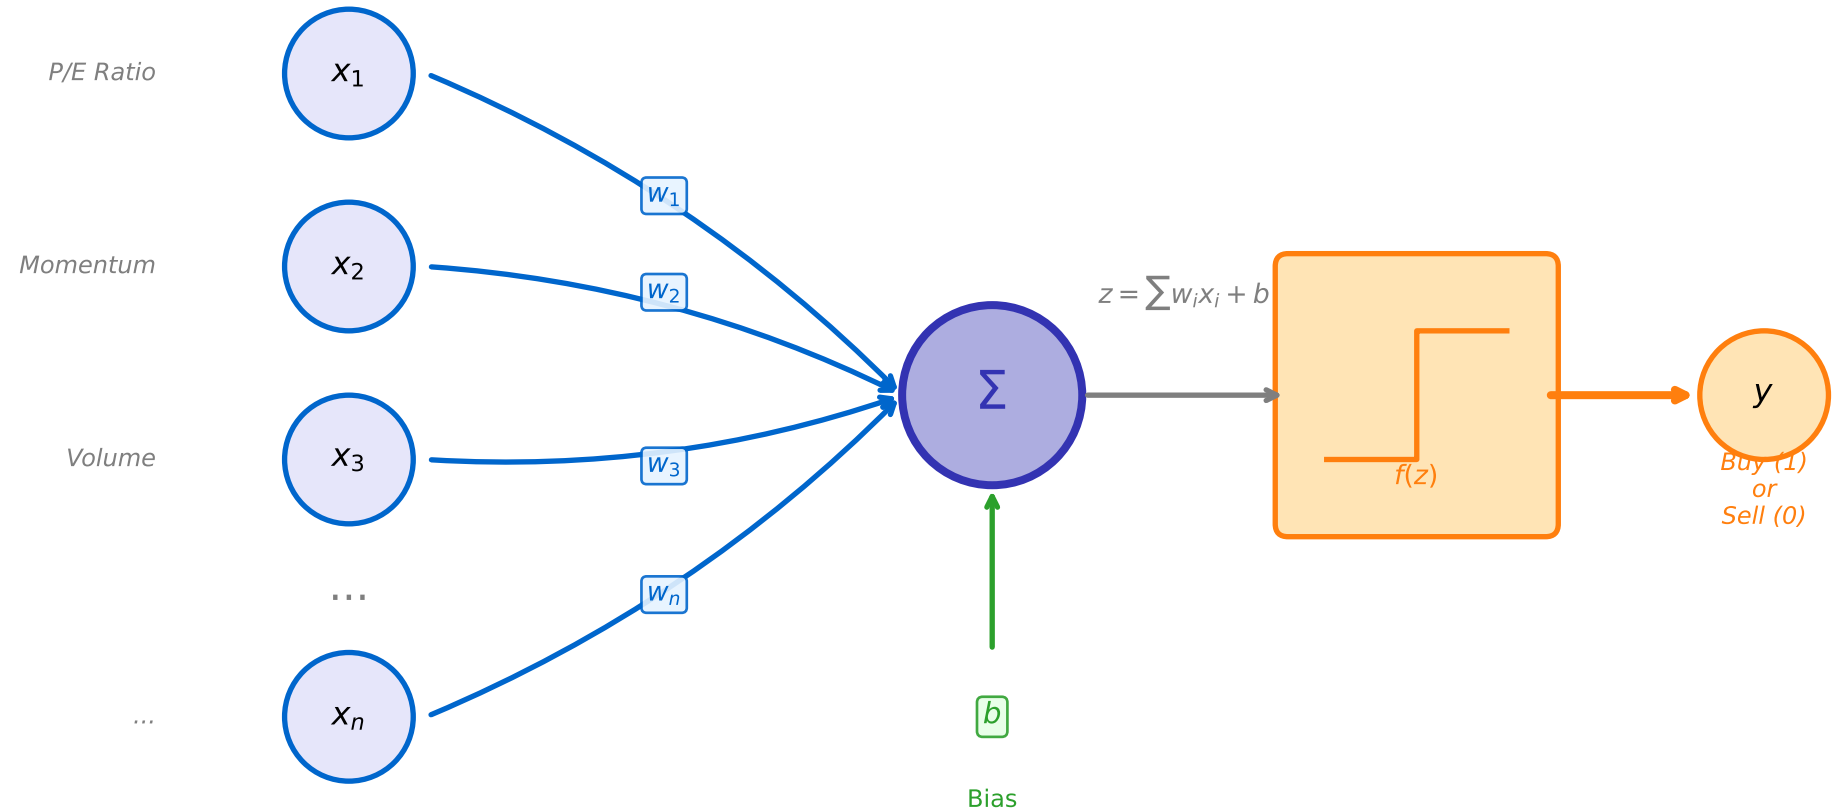 P/E Ratio
x₁
w₁
Momentum
x₂
w₂
z = ∑wᵢxᵢ + b
Σ
y
Volume
x₃
w₃
f(z)
Buy (1)
or
Sell (0)
...
wₙ
...
xₙ
b
Bias